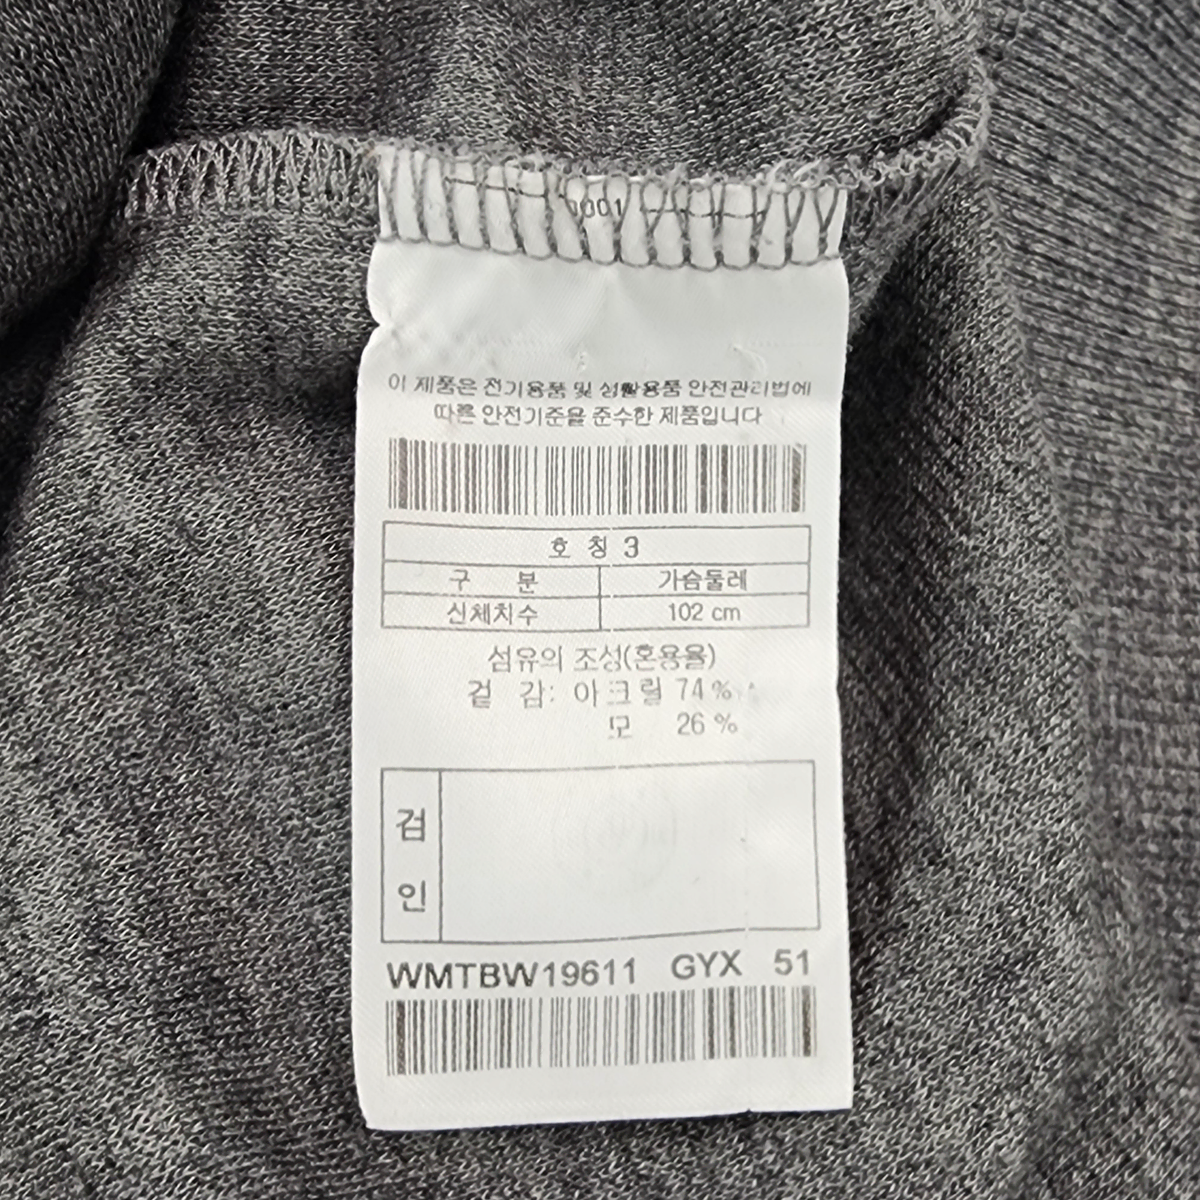 0001
이 제품은 전기용품 및 생활용품 안전관리법에
따른 안전기준을 준수한 제품입니다
호 칭 3
구 분 가슴둘레
신체치수 102 cm
섬유의 조성(혼용율)
겉 감: 아크릴 74 %
모 26 %
검
인
WMTBW19611 GYX 51